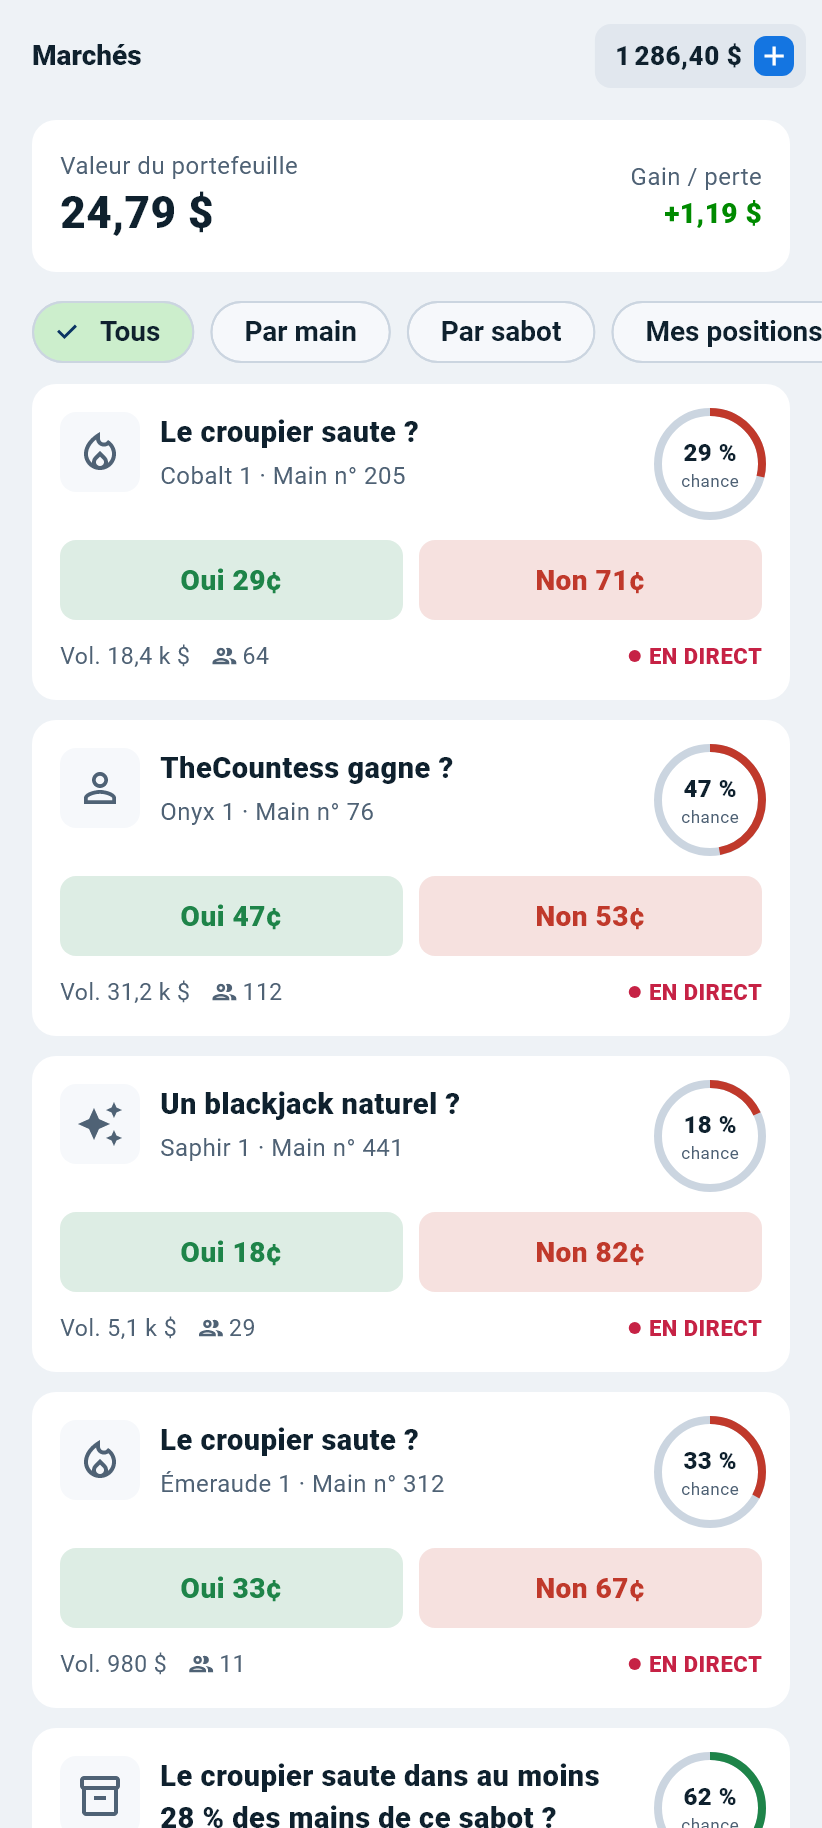 Marchés
1 286,40 $
Valeur du portefeuille
24,79 $
Gain / perte
+1,19 $
Tous
Par main
Par sabot
Mes positions
Le croupier saute ?
Cobalt 1 · Main n° 205
29 %
chance
Oui 29¢
Non 71¢
Vol. 18,4 k $
64
EN DIRECT
TheCountess gagne ?
Onyx 1 · Main n° 76
47 %
chance
Oui 47¢
Non 53¢
Vol. 31,2 k $
112
EN DIRECT
Un blackjack naturel ?
Saphir 1 · Main n° 441
18 %
chance
Oui 18¢
Non 82¢
Vol. 5,1 k $
29
EN DIRECT
Le croupier saute ?
Émeraude 1 · Main n° 312
33 %
chance
Oui 33¢
Non 67¢
Vol. 980 $
11
EN DIRECT
Le croupier saute dans au moins
28 % des mains de ce sabot ?
62 %
chance